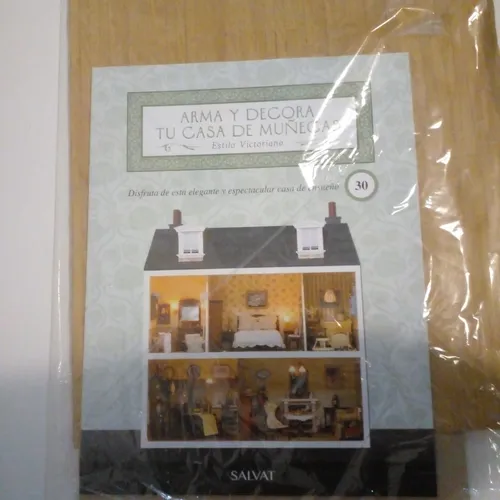 ARMA Y DECORA
TU CASA DE MUÑECAS
Estilo Victoriano
Disfruta de esta elegante y espectacular casa de ensueño
30
SALVAT